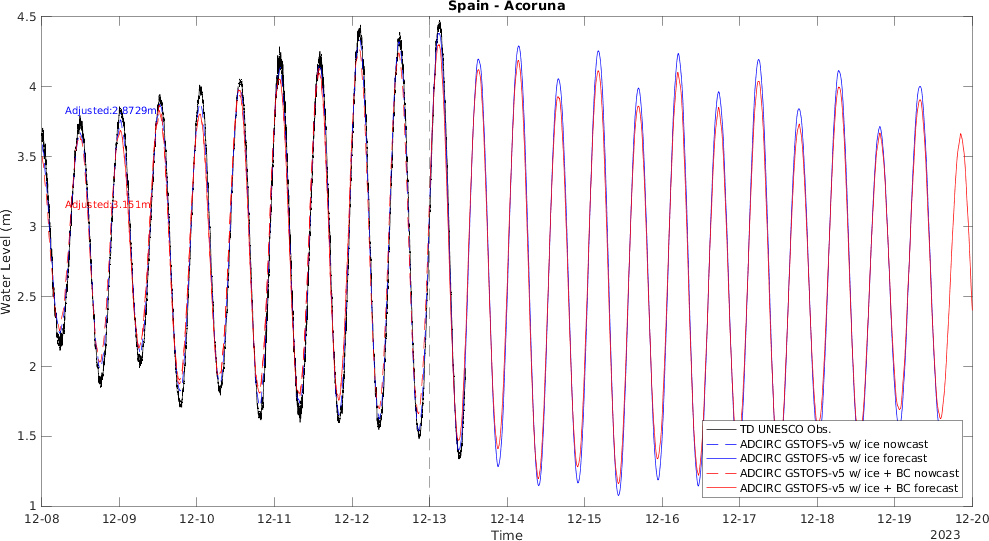 Spain - Acoruna
4.5
4
3.5
3
2.5
2
1.5
1
Water Level (m)
Adjusted:2.8729m
Adjusted:3.151m
TD UNESCO Obs.
ADCIRC GSTOFS-v5 w/ ice nowcast
ADCIRC GSTOFS-v5 w/ ice forecast
ADCIRC GSTOFS-v5 w/ ice + BC nowcast
ADCIRC GSTOFS-v5 w/ ice + BC forecast
12-08 12-09 12-10 12-11 12-12 12-13 12-14 12-15 12-16 12-17 12-18 12-19 12-20
Time
2023